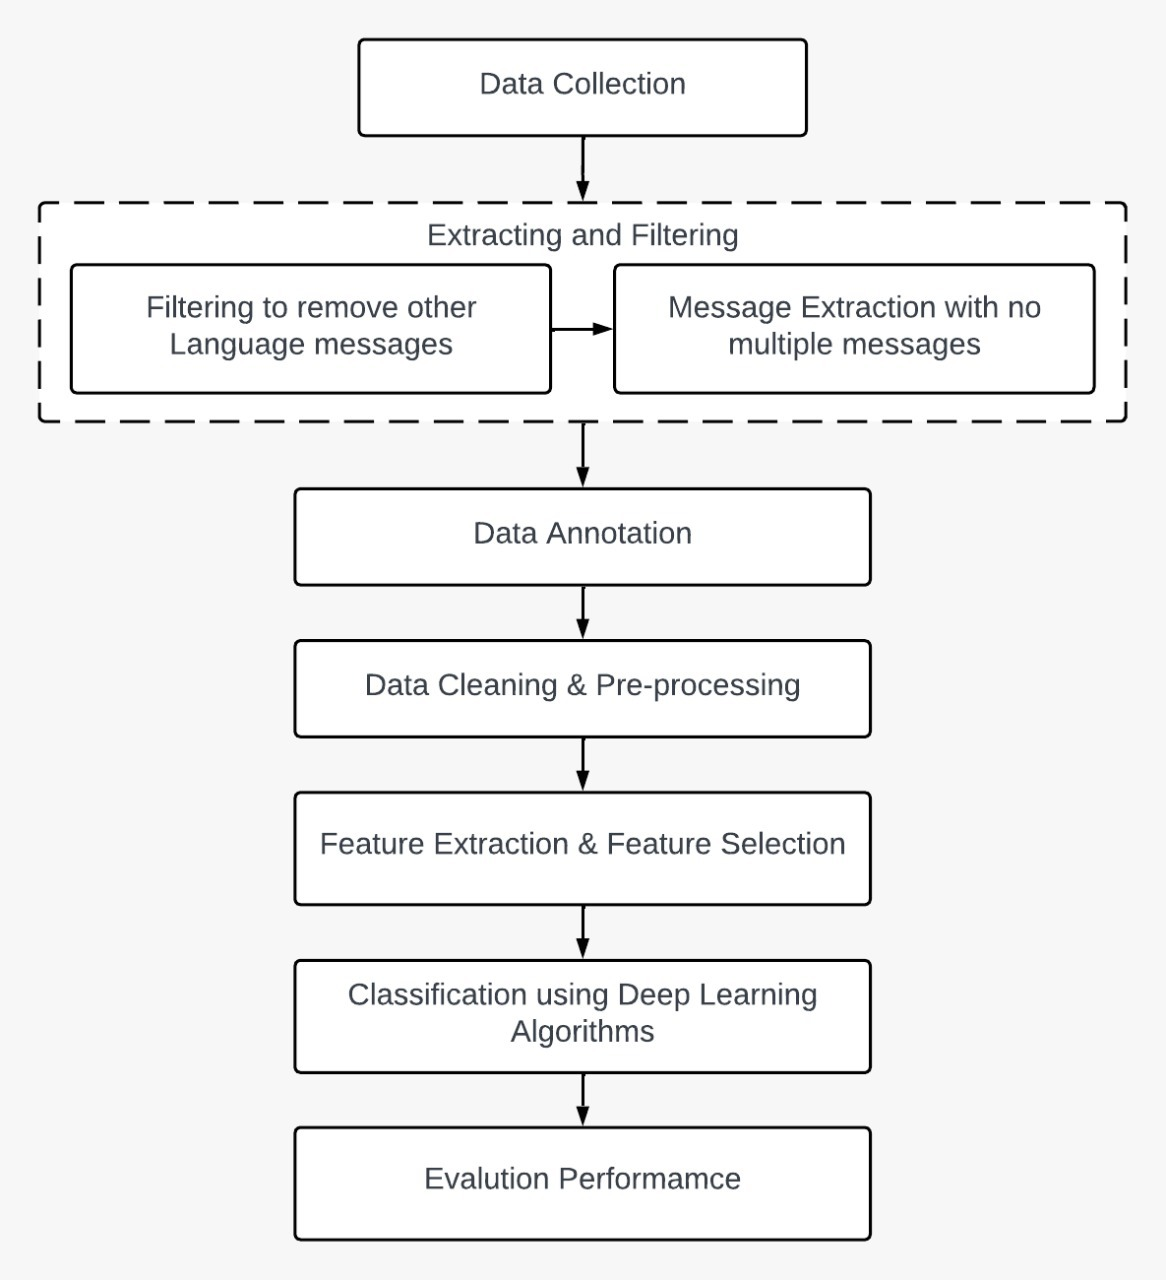 Data Collection
Extracting and Filtering
Filtering to remove other
Language messages
Message Extraction with no
multiple messages
Data Annotation
Data Cleaning & Pre-processing
Feature Extraction & Feature Selection
Classification using Deep Learning
Algorithms
Evalution Performamce